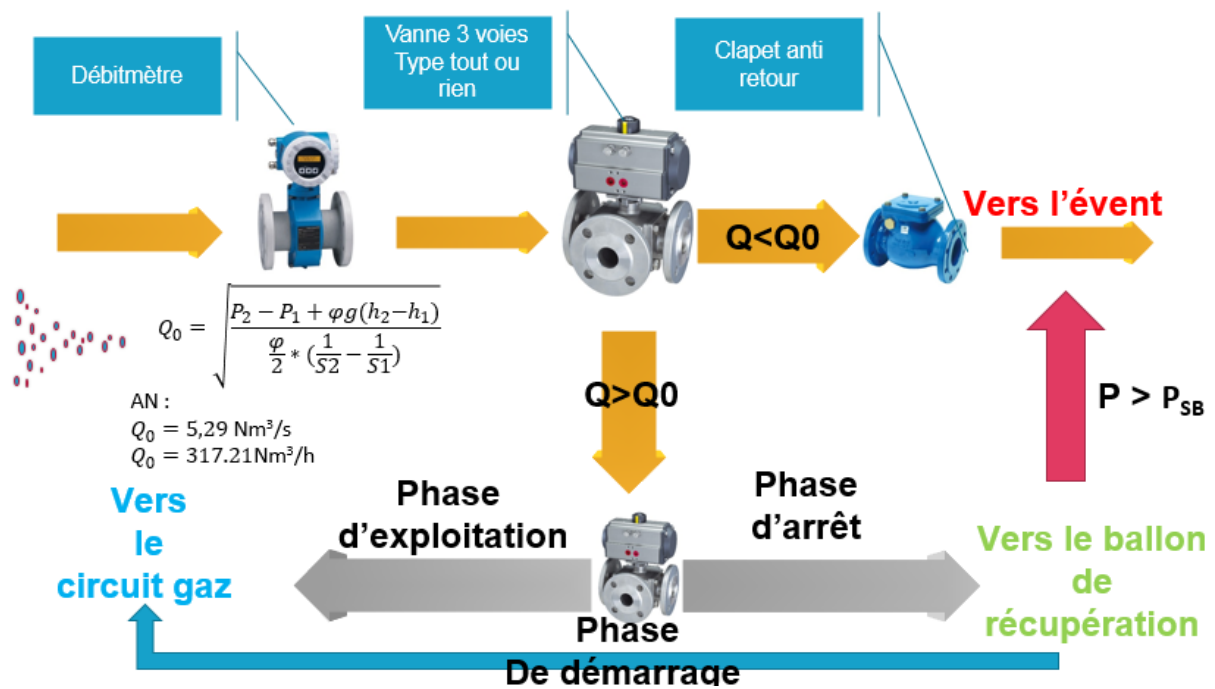 Débitmètre
Vanne 3 voies
Type tout ou
rien
Clapet anti
retour
Vers l’évent
Q<Q0
Q₀ = √((P₂ − P₁ + φg(h₂−h₁)) / (φ/2 * (1/S2 − 1/S1)))
AN :
Q₀ = 5,29 Nm³/s
Q₀ = 317.21Nm³/h
Q>Q0
P > P_SB
Vers
le
circuit gaz
Phase
d’exploitation
Phase
d’arrêt
Vers le ballon
de
récupération
Phase
De démarrage